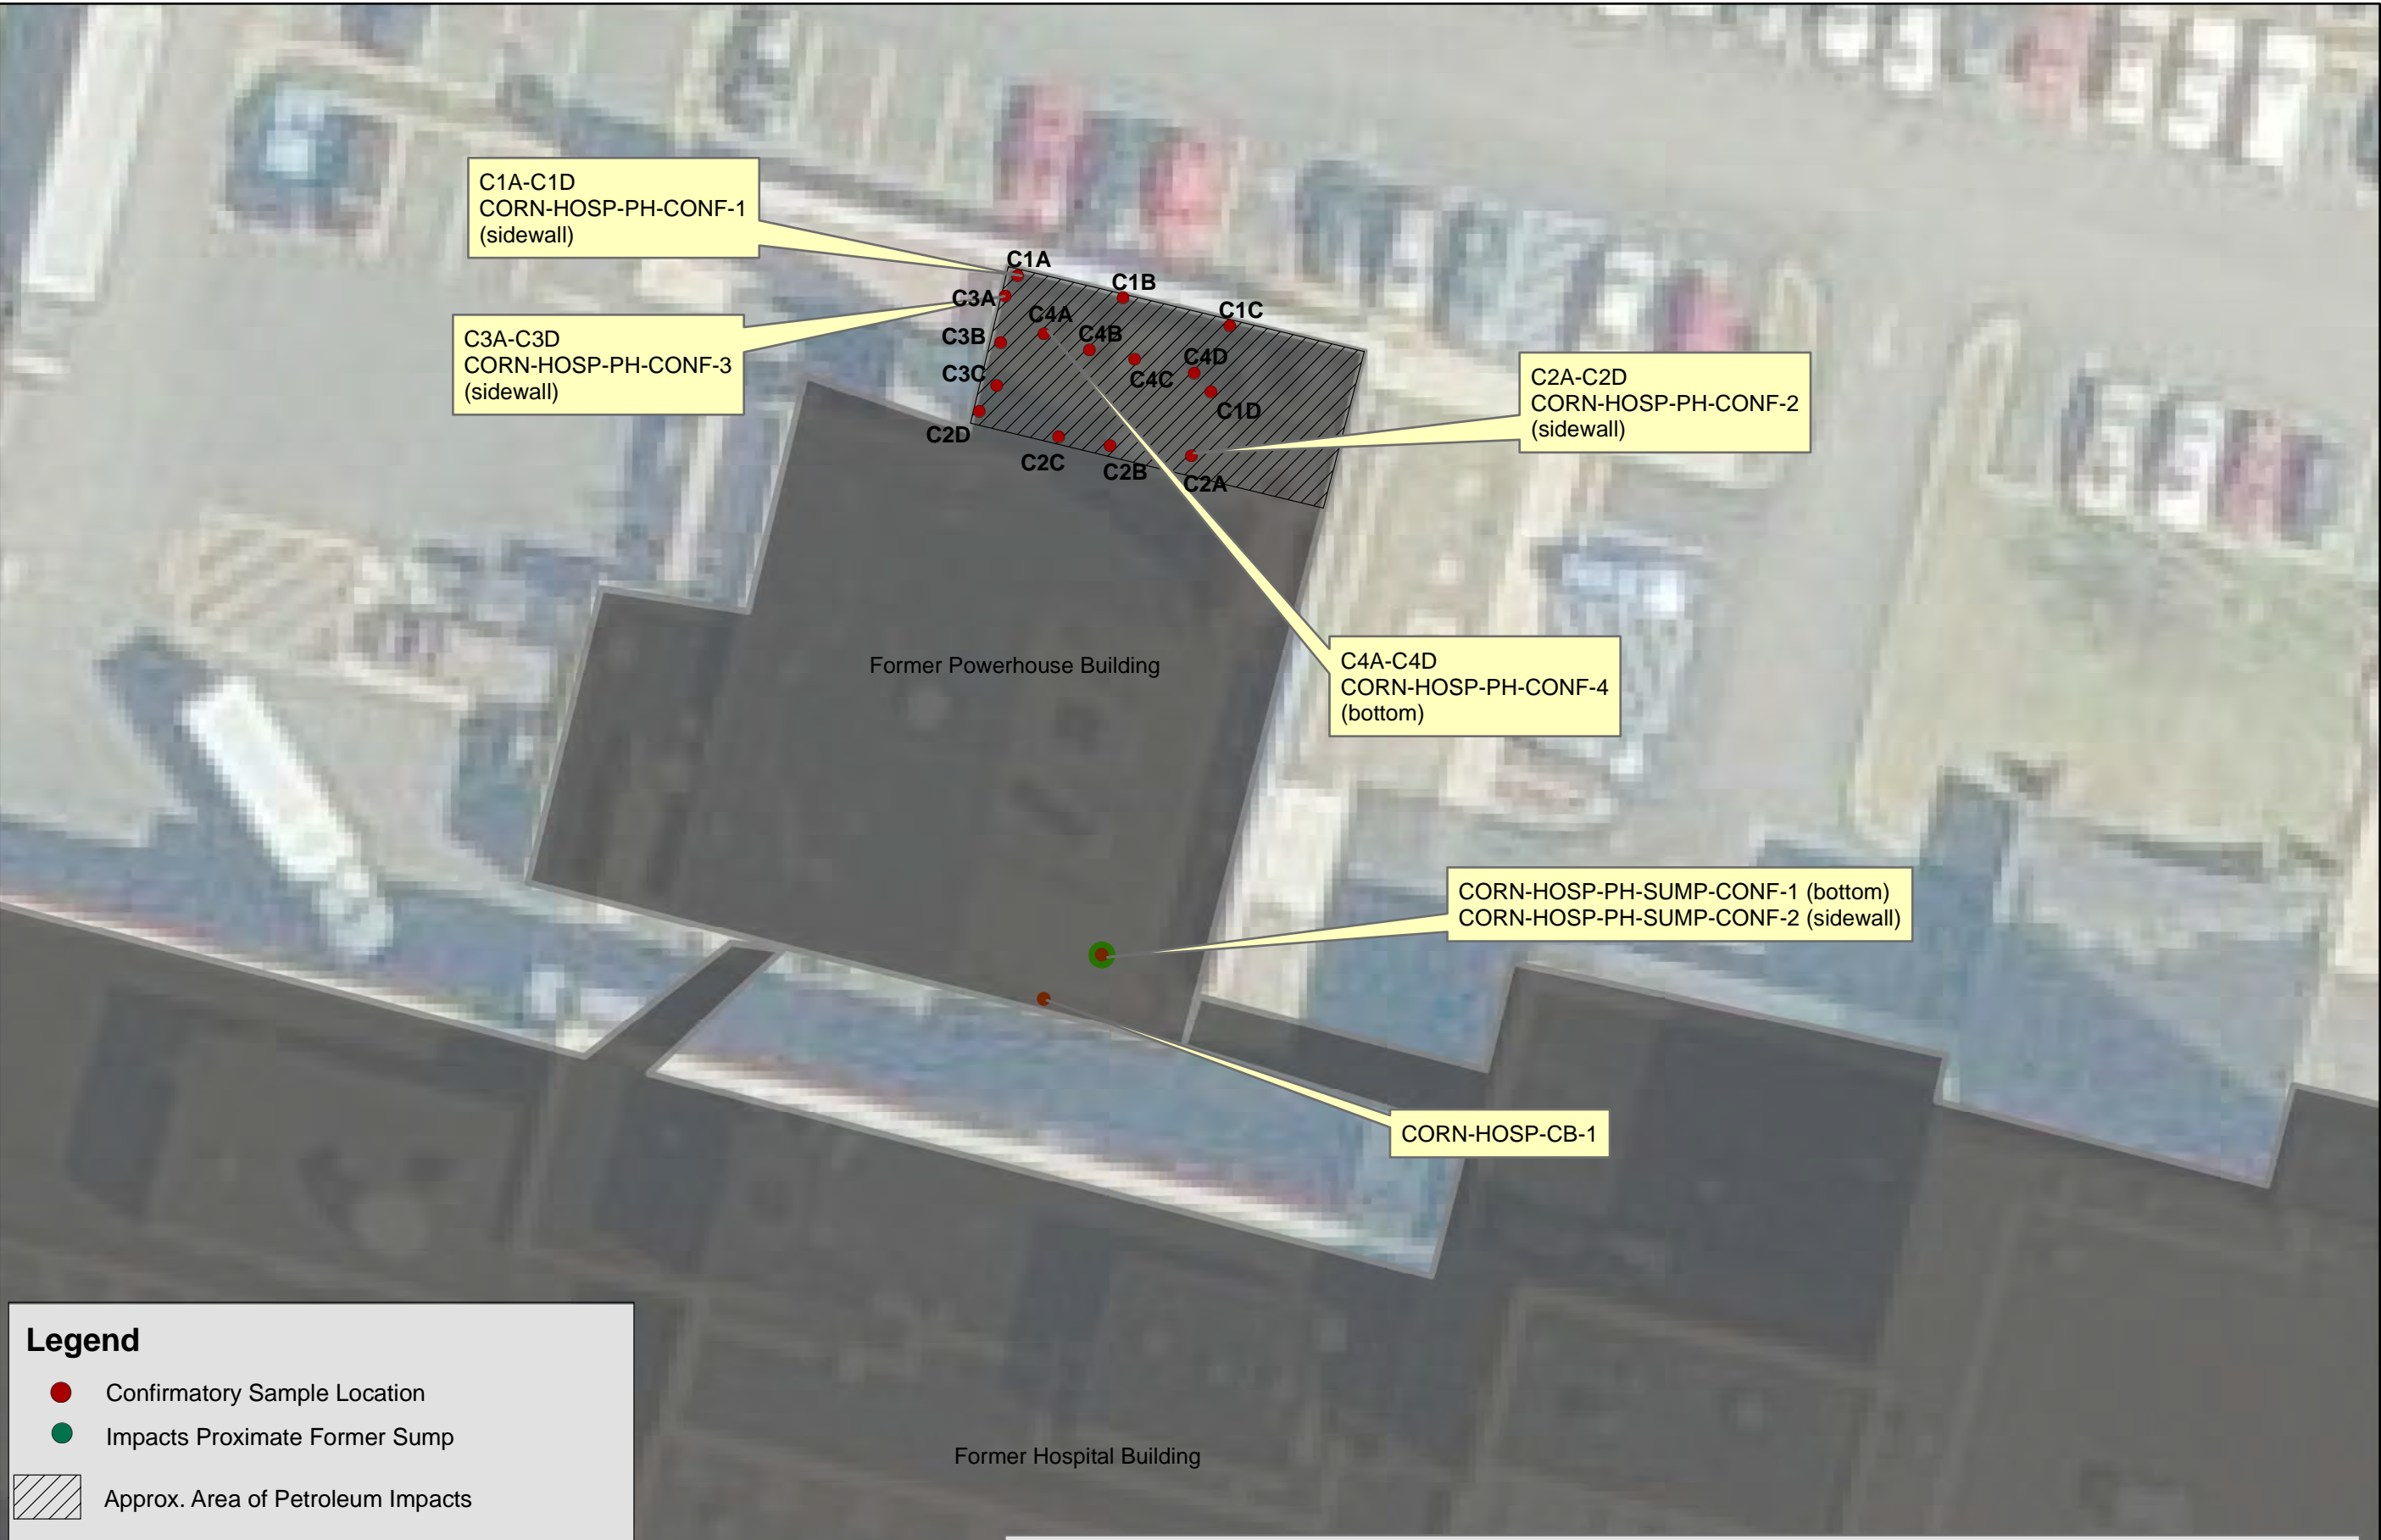 C1A-C1D
CORN-HOSP-PH-CONF-1
(sidewall)
C3A-C3D
CORN-HOSP-PH-CONF-3
(sidewall)
C1A
C1B
C1C
C3A
C4A
C4B
C3B
C4D
C4C
C3C
C1D
C2D
C2C
C2B
C2A
C2A-C2D
CORN-HOSP-PH-CONF-2
(sidewall)
Former Powerhouse Building
C4A-C4D
CORN-HOSP-PH-CONF-4
(bottom)
CORN-HOSP-PH-SUMP-CONF-1 (bottom)
CORN-HOSP-PH-SUMP-CONF-2 (sidewall)
CORN-HOSP-CB-1
Former Hospital Building
Legend
Confirmatory Sample Location
Impacts Proximate Former Sump
Approx. Area of Petroleum Impacts